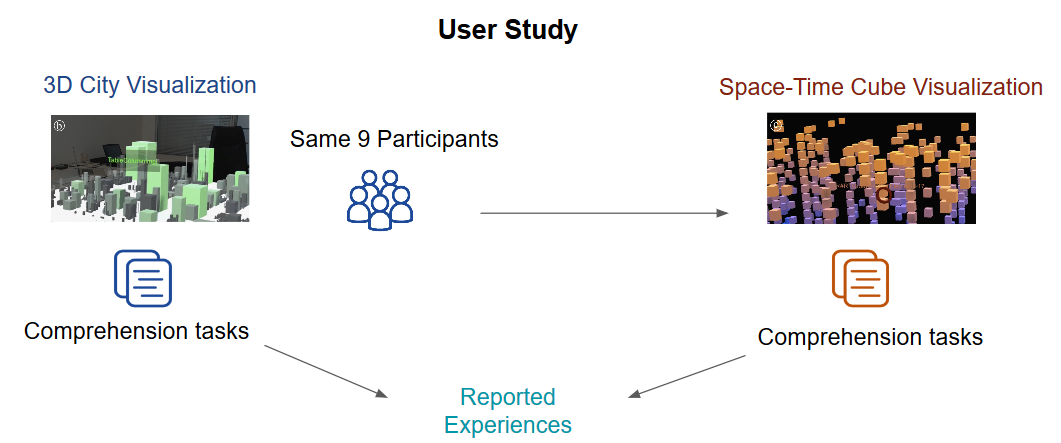 User Study
3D City Visualization
Space-Time Cube Visualization
Same 9 Participants
Comprehension tasks
Comprehension tasks
Reported
Experiences